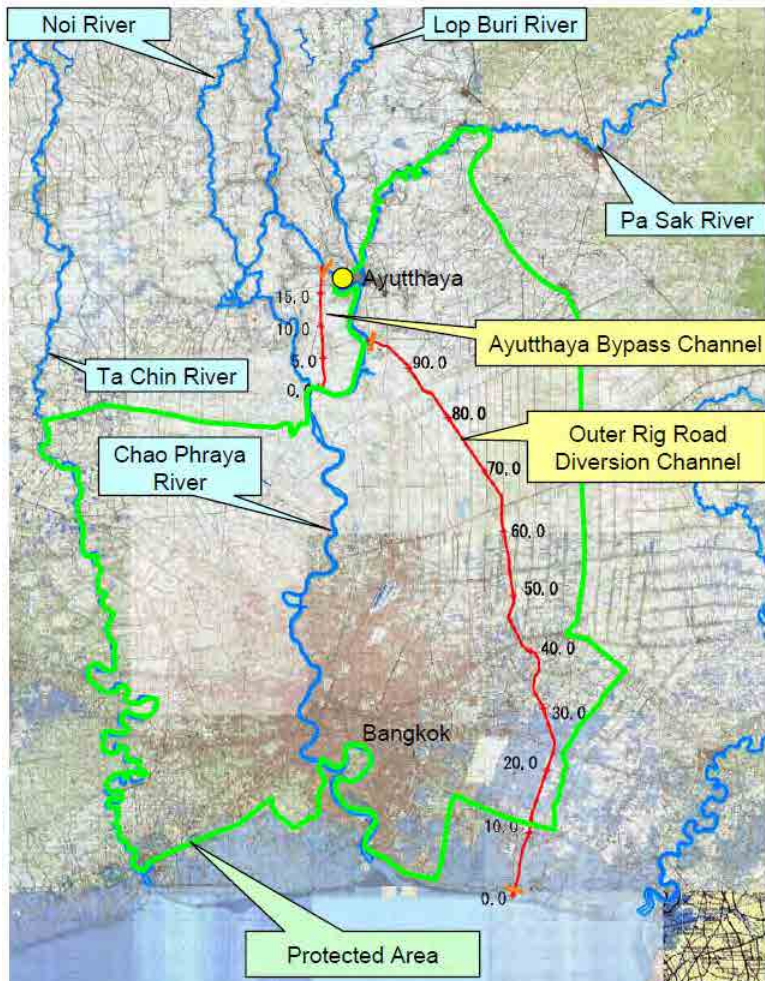 Noi River
Lop Buri River
Pa Sak River
Ayutthaya
15,0
10,0
Ayutthaya Bypass Channel
5,0
90,0
Ta Chin River
0,0
80,0
Outer Rig Road
Diversion Channel
Chao Phraya
River
70,0
60,0
50,0
40,0
30,0
Bangkok
20,0
10,0
0,0
Protected Area